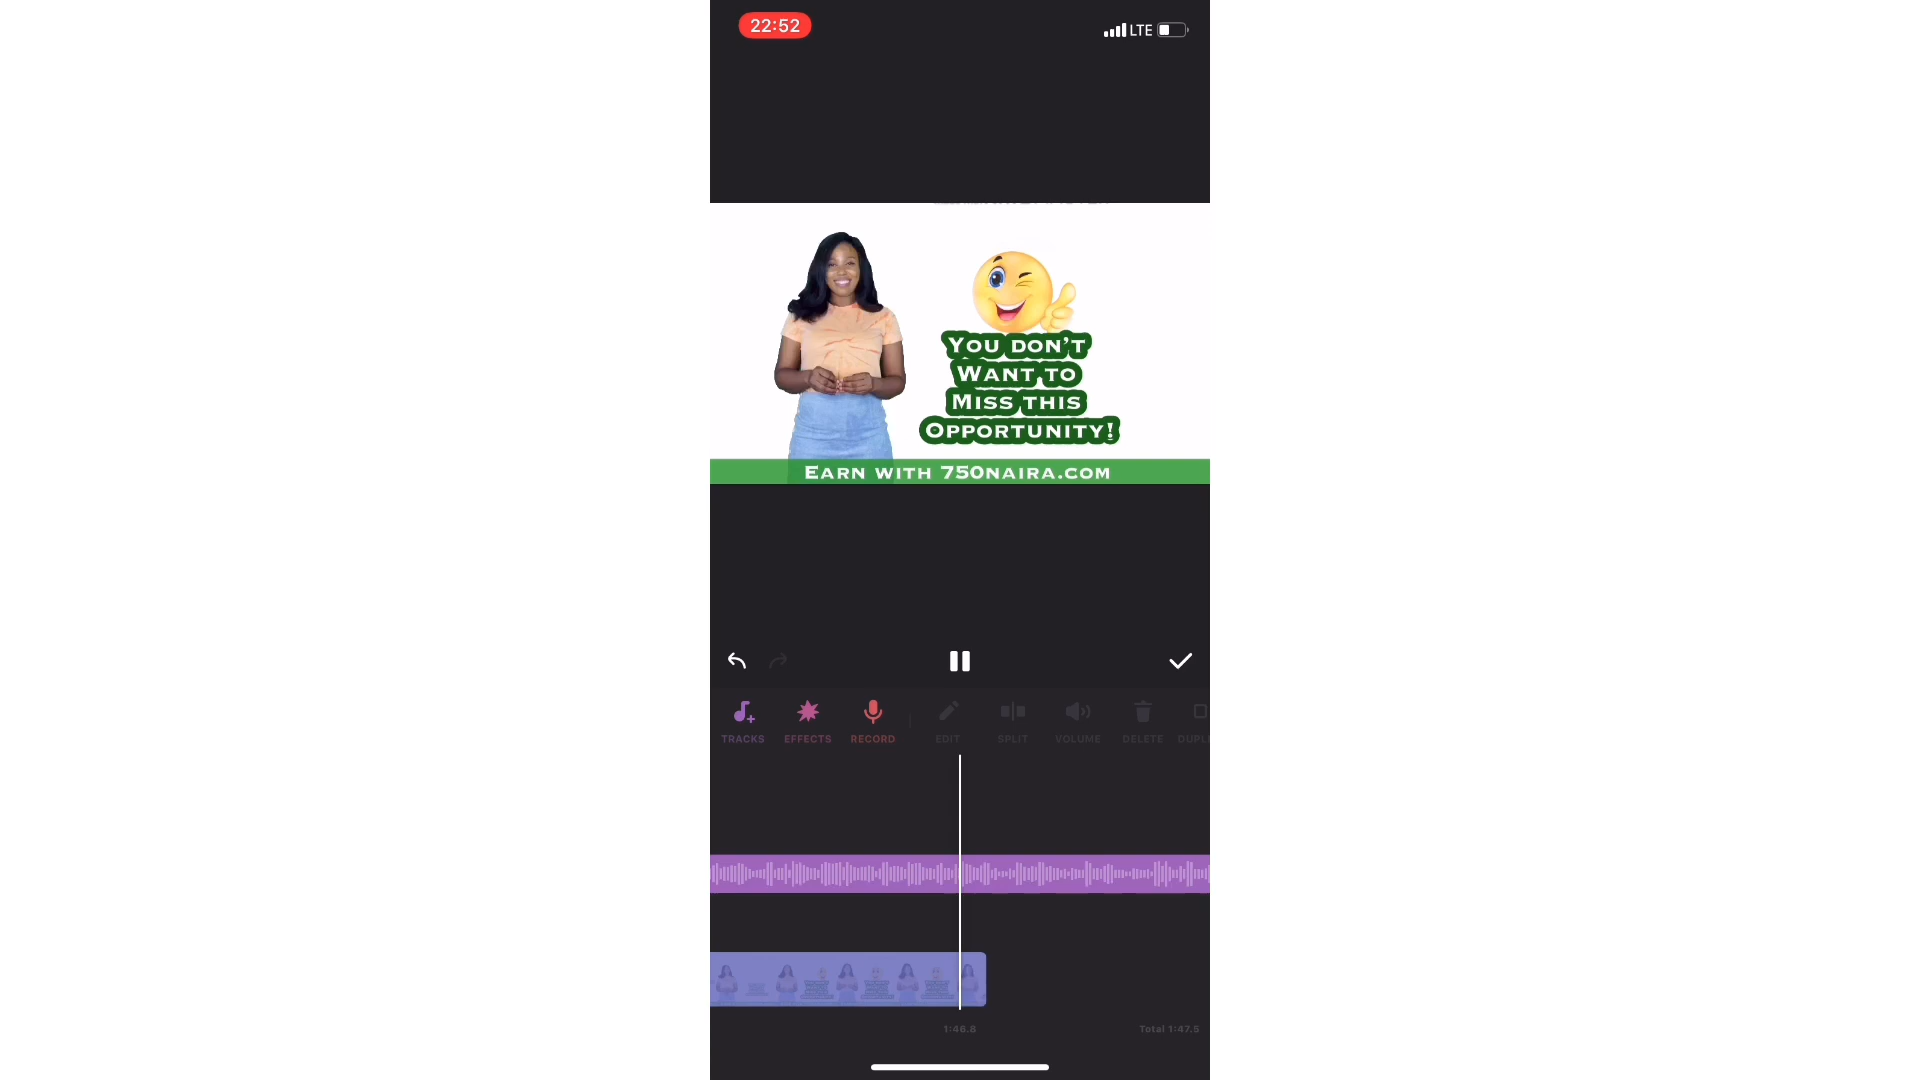 22:52
LTE
YOU DON'T
WANT TO
MISS THIS
OPPORTUNITY!
EARN WITH 750NAIRA.COM
TRACKS
EFFECTS
RECORD
EDIT
SPLIT
VOLUME
DELETE
DUPL
1:46.8
Total 1:47.5